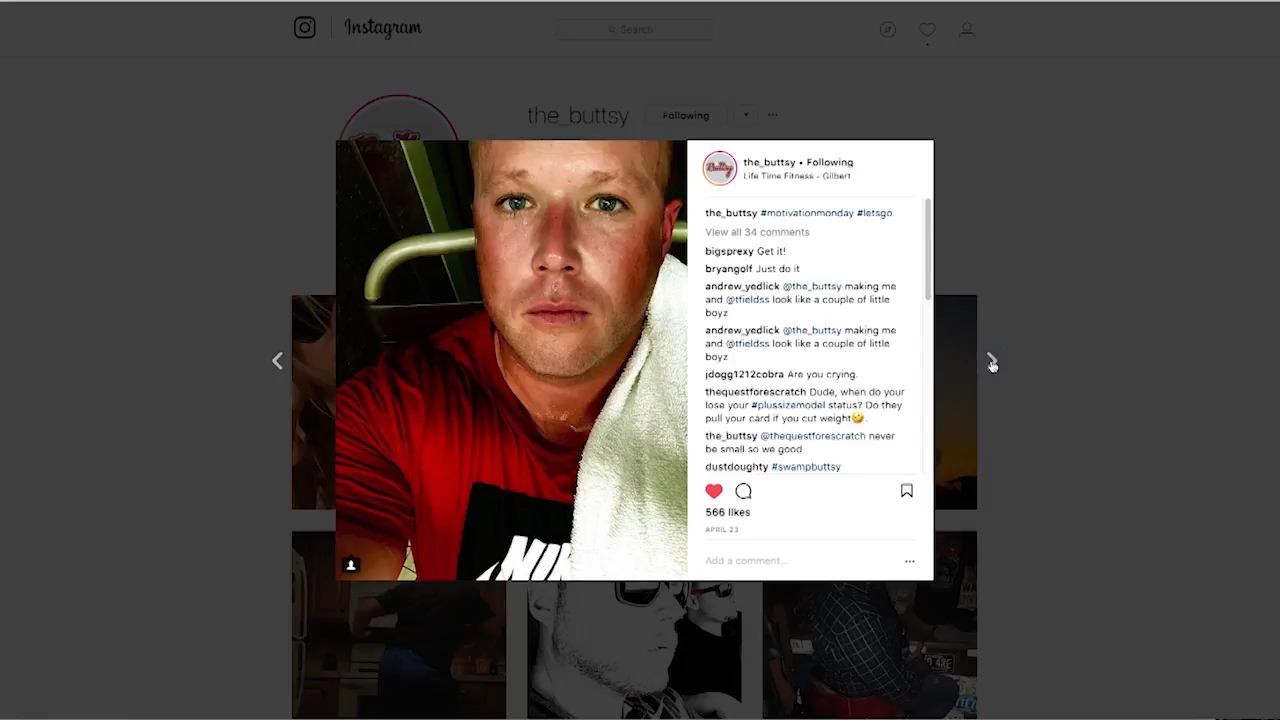 Instagram
Search
the_buttsy
Following
the_buttsy • Following
Life Time Fitness - Gilbert
the_buttsy #motivationmonday #letsgo
View all 34 comments
bigsprexy Get it!
bryangolf Just do it
andrew_yedlick @the_buttsy making me
and @tfieldss look like a couple of little
boyz
andrew_yedlick @the_buttsy making me
and @tfieldss look like a couple of little
boyz
jdogg1212cobra Are you crying.
thequestforescratch Dude, when do your
lose your #plussizemodel status? Do they
pull your card if you cut weight🤣.
the_buttsy @thequestforescratch never
be small so we good
dustdoughty #swampbuttsy
566 likes
APRIL 23
Add a comment...